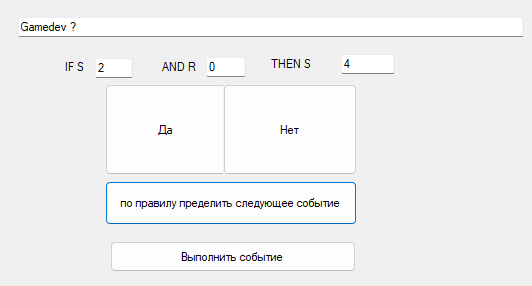 Gamedev ?
IF S 2 AND R 0 THEN S 4
Да Нет
по правилу пределить следующее событие
Выполнить событие